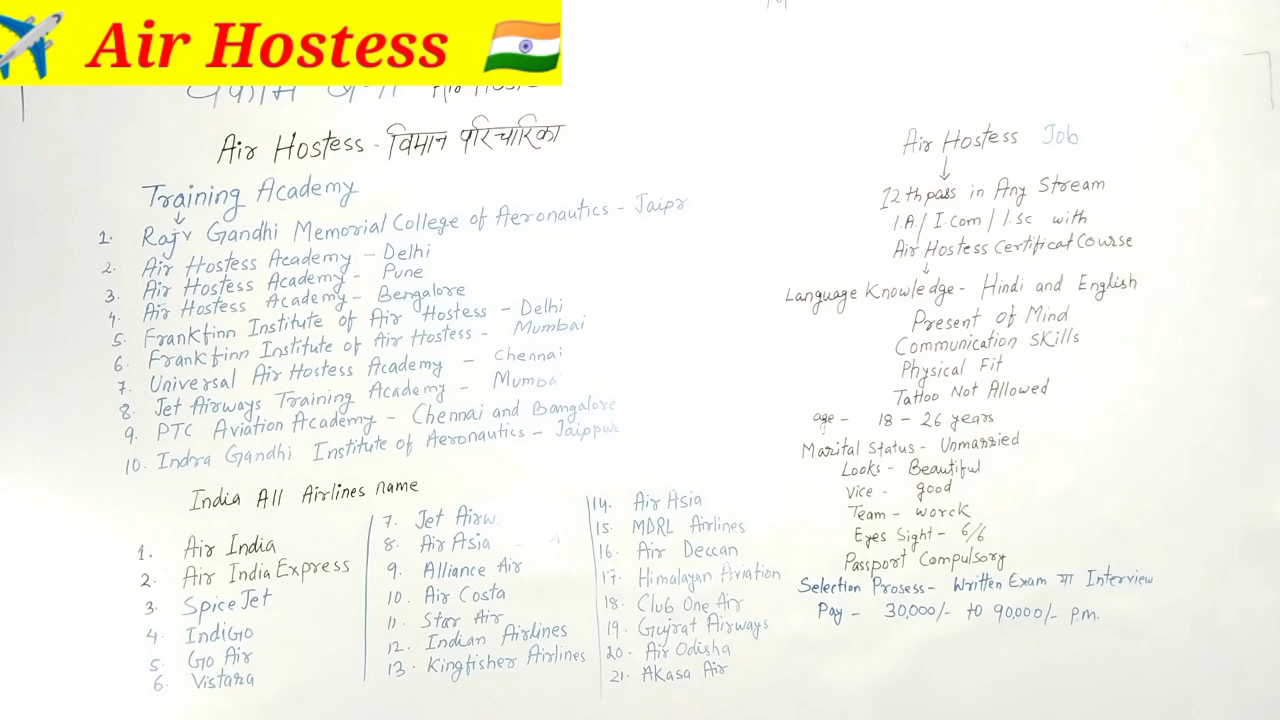 Air Hostess
Air Hostess - विमान परिचारिका
Training Academy
1. Rajv Gandhi Memorial College of Aeronautics - Jaipr
2. Air Hostess Academy - Delhi
3. Air Hostess Academy - Pune
4. Air Hostess Academy - Bengalore
5. Frankfinn Institute of Air Hostess - Delhi
6. Frankfinn Institute of Air Hostess - Mumbai
7. Universal Air Hostess Academy - Chennai
8. Jet Airways Training Academy - Mumbai
9. PTC Aviation Academy - Chennai and Bangalore
10. Indra Gandhi Institute of Aeronautics - Jaippur
India All Airlines name
1. Air India
2. Air India Express
3. SpiceJet
4. IndiGo
5. Go Air
6. Vistara
7. Jet Airw
8. Air Asia
9. Alliance Air
10. Air Costa
11. Star Air
12. Indian Airlines
13. Kingfisher Airlines
14. Air Asia
15. MDRL Airlines
16. Air Deccan
17. Himalayan Aviation
18. Club One Air
19. Gujrat Airways
20. Air Odisha
21. Akasa Air
Air Hostess Job
12th pass in Any Stream
I.A/ I.com / I.sc with
Air Hostess Certificat Course
Language Knowledge - Hindi and English
Present of Mind
Communication Skills
Physical Fit
Tattoo Not Allowed
age - 18 - 26 years
Marital Status - Unmarried
Looks - Beautiful
Vice - good
Team - worck
Eyes Sight - 6/6
Passport Compulsory
Selection Prosess - Written Exam या Interview
Pay - 30,000/- to 90,000/- P.m.